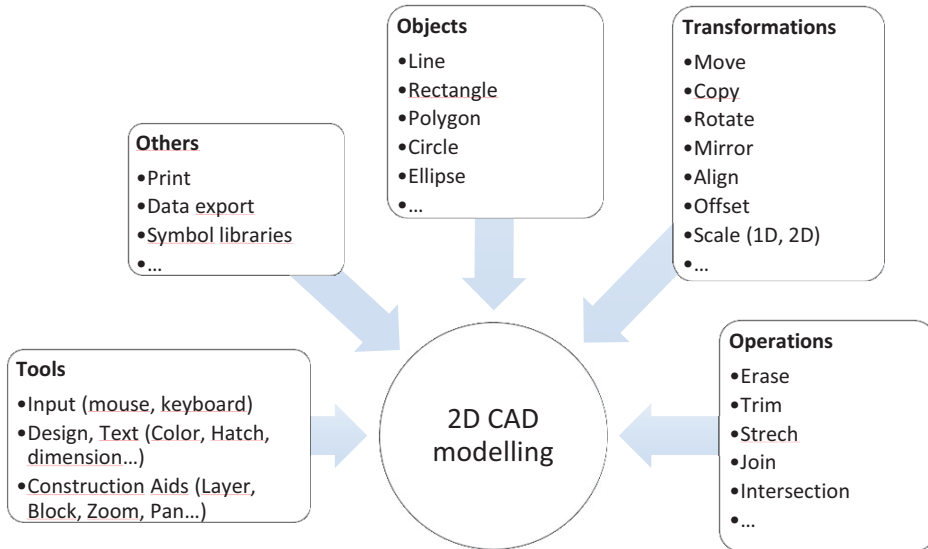 Objects
•Line
•Rectangle
•Polygon
•Circle
•Ellipse
•...
Transformations
•Move
•Copy
•Rotate
•Mirror
•Align
•Offset
•Scale (1D, 2D)
•...
Others
•Print
•Data export
•Symbol libraries
•...
Tools
•Input (mouse, keyboard)
•Design, Text (Color, Hatch,
dimension...)
•Construction Aids (Layer,
Block, Zoom, Pan...)
2D CAD
modelling
Operations
•Erase
•Trim
•Strech
•Join
•Intersection
•...